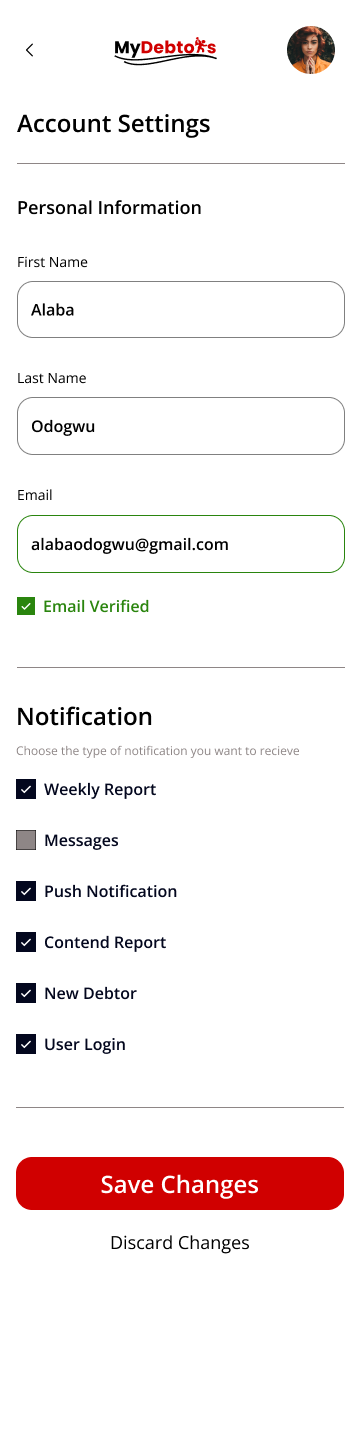 MyDebtors
Account Settings
Personal Information
First Name
Alaba
Last Name
Odogwu
Email
alabaodogwu@gmail.com
Email Verified
Notification
Choose the type of notification you want to recieve
Weekly Report
Messages
Push Notification
Contend Report
New Debtor
User Login
Save Changes
Discard Changes